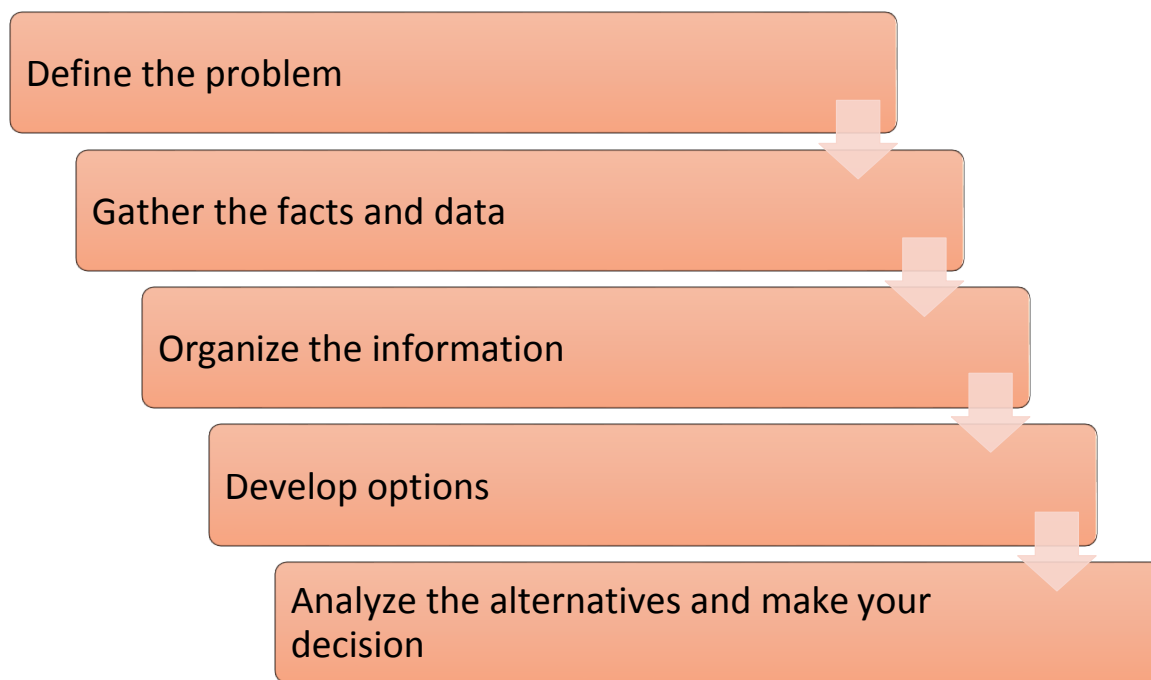 Define the problem
Gather the facts and data
Organize the information
Develop options
Analyze the alternatives and make your
decision